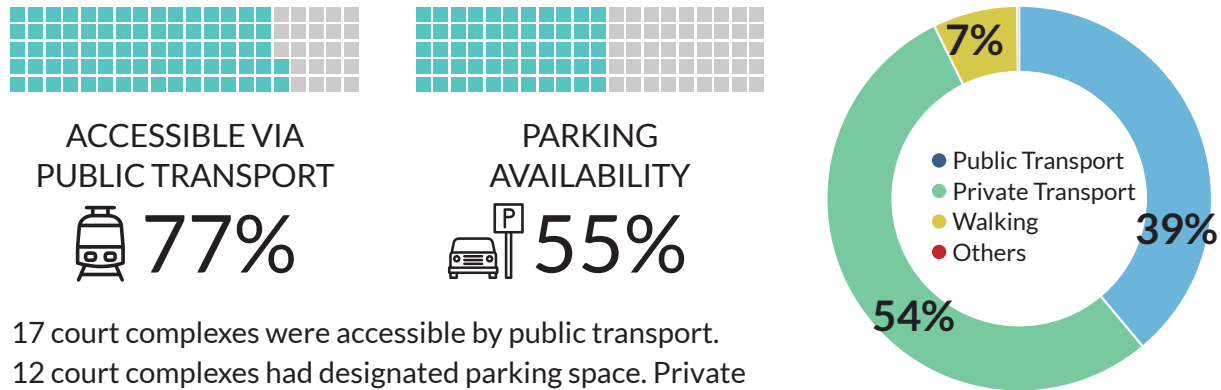 ACCESSIBLE VIA
PUBLIC TRANSPORT
77%
PARKING
AVAILABILITY
P
55%
17 court complexes were accessible by public transport.
12 court complexes had designated parking space. Private
7%
Public Transport
Private Transport
Walking
Others
39%
54%